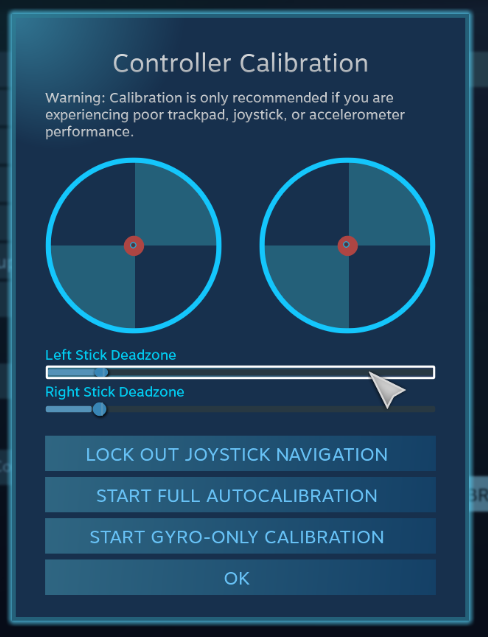 Controller Calibration
Warning: Calibration is only recommended if you are
experiencing poor trackpad, joystick, or accelerometer
performance.
Left Stick Deadzone
Right Stick Deadzone
LOCK OUT JOYSTICK NAVIGATION
START FULL AUTOCALIBRATION
START GYRO-ONLY CALIBRATION
OK